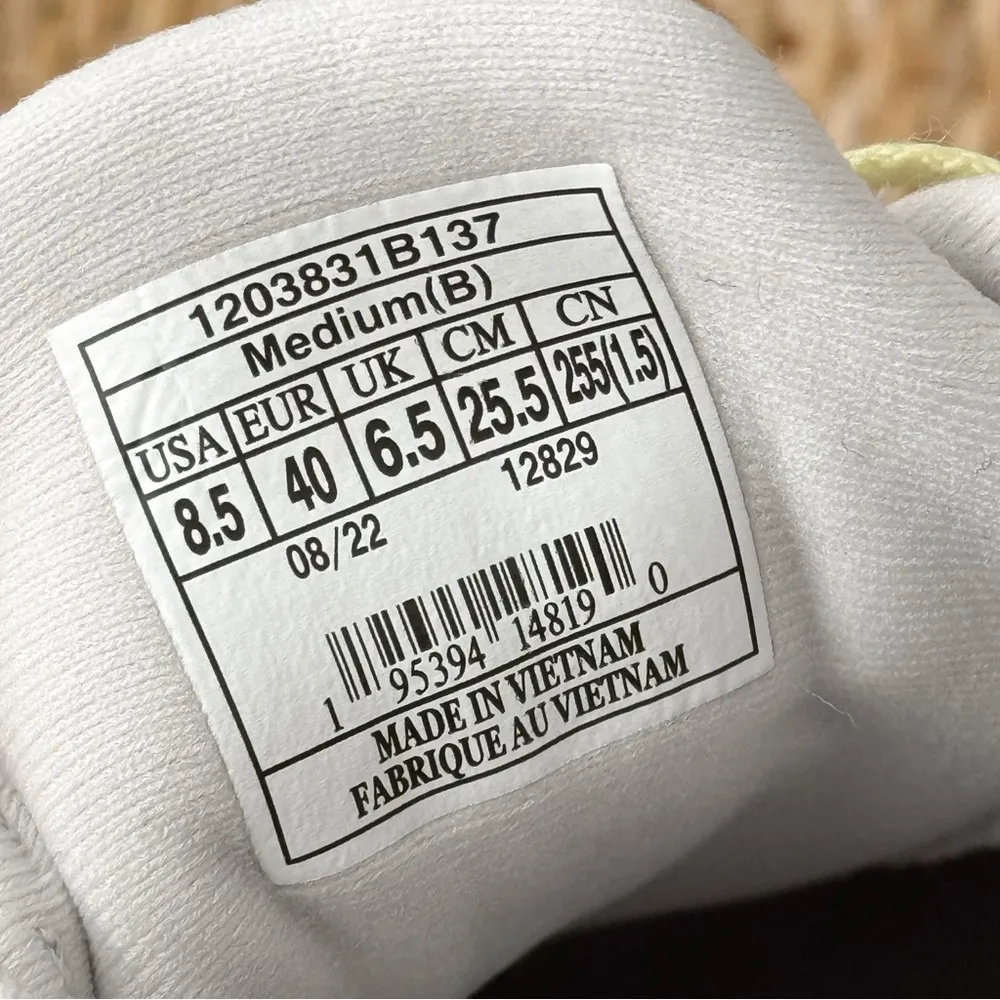 1203831B137
Medium(B)
USA EUR UK CM CN
8.5 40 6.5 25.5 255(1.5)
08/22 12829
1 95394 14819 0
MADE IN VIETNAM
FABRIQUE AU VIETNAM